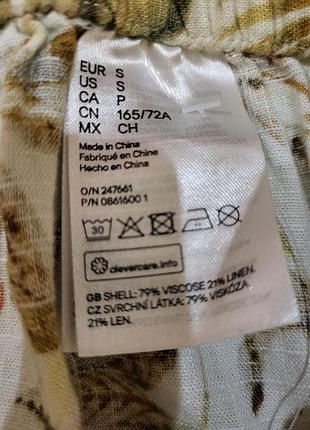 EUR S
US S
CA P
CN 165/72A
MX CH
Made in China
Fabriqué en Chine
Hecho en China
O/N 247661
P/N 0861600 1
30
clevercare.info
GB SHELL: 79% VISCOSE 21% LINEN.
CZ SVRCHNÍ LÁTKA: 79% VISKÓZA
21% LEN.